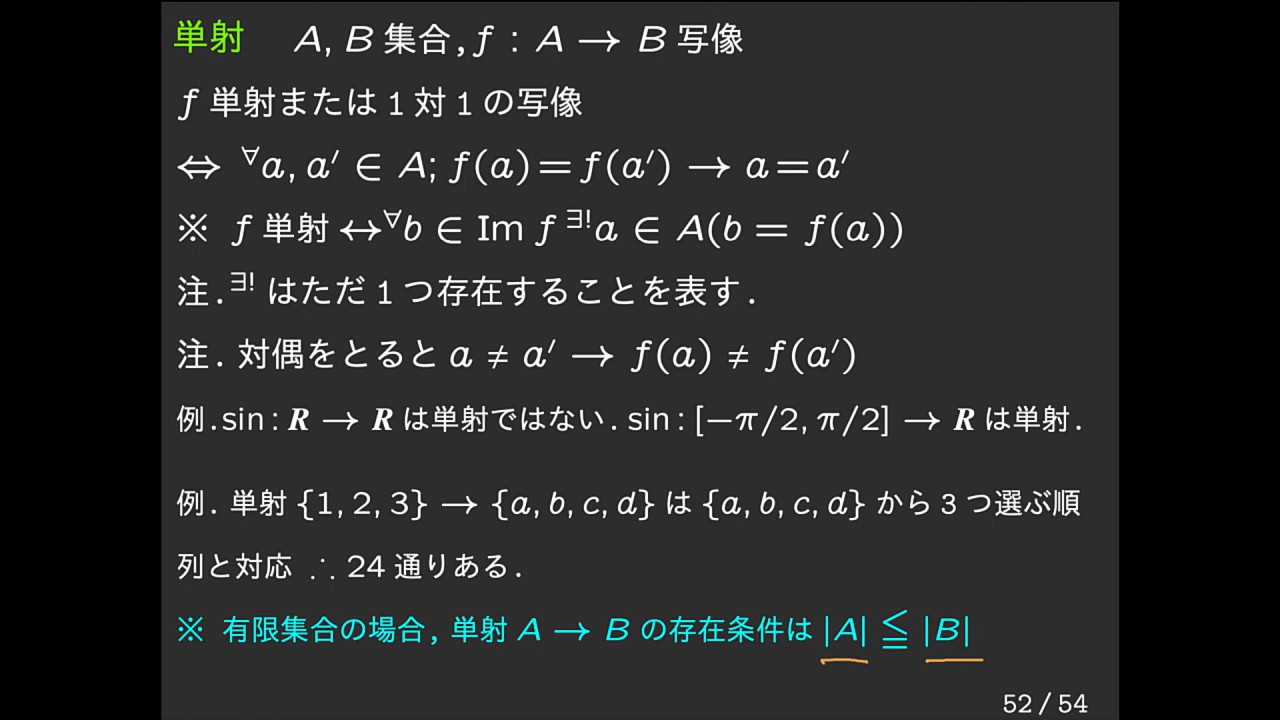 単射 A, B 集合, f : A → B 写像
f 単射または 1 対 1 の写像
⇔ ∀a, a′ ∈ A; f(a)=f(a′) → a=a′
※ f 単射 ↔∀b ∈ Im f ∃!a ∈ A(b = f(a))
注. ∃! はただ 1 つ存在することを表す.
注. 対偶をとると a ≠ a′ → f(a) ≠ f(a′)
例. sin : R → R は単射ではない. sin : [−π/2, π/2] → R は単射.
例. 単射 {1, 2, 3} → {a, b, c, d} は {a, b, c, d} から 3 つ選ぶ順
列と対応 ∴ 24 通りある.
※ 有限集合の場合, 単射 A → B の存在条件は |A| ≦ |B|
52 / 54